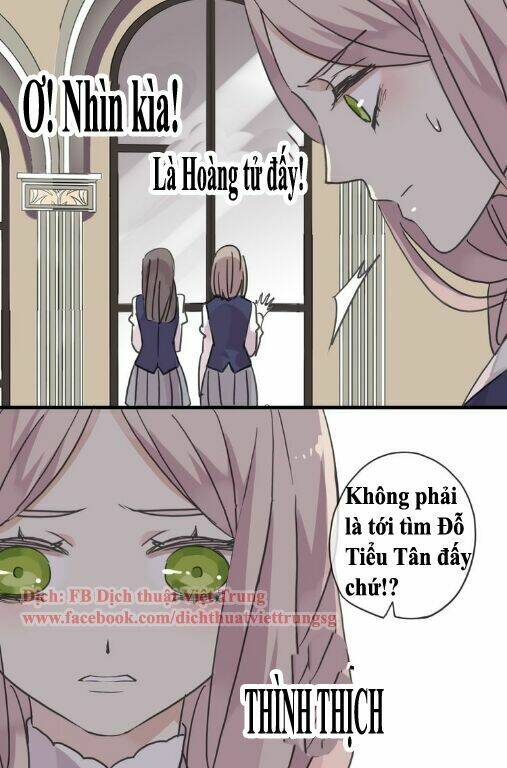 Ơ! Nhìn kìa!
Là Hoàng tử đấy!
Không phải
là tới tìm Đỗ
Tiểu Tân đấy
chứ!?
Dịch: FB Dịch thuật Việt Trung
www.facebook.com/dichthuatviettrungsg
THÌNH THỊCH